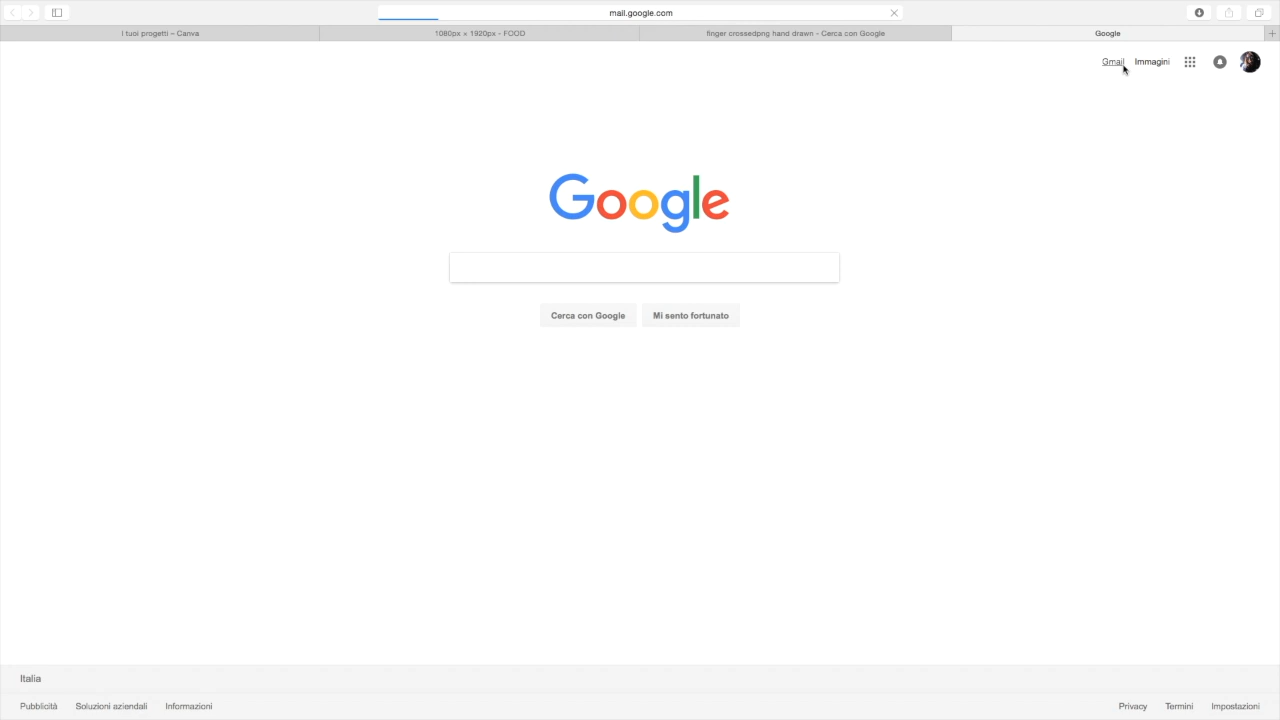 mail.google.com
I tuoi progetti – Canva
1080px × 1920px - FOOD
finger crossedpng hand drawn - Cerca con Google
Google
Gmail
Immagini
Google
Cerca con Google
Mi sento fortunato
Italia
Pubblicità
Soluzioni aziendali
Informazioni
Privacy
Termini
Impostazioni